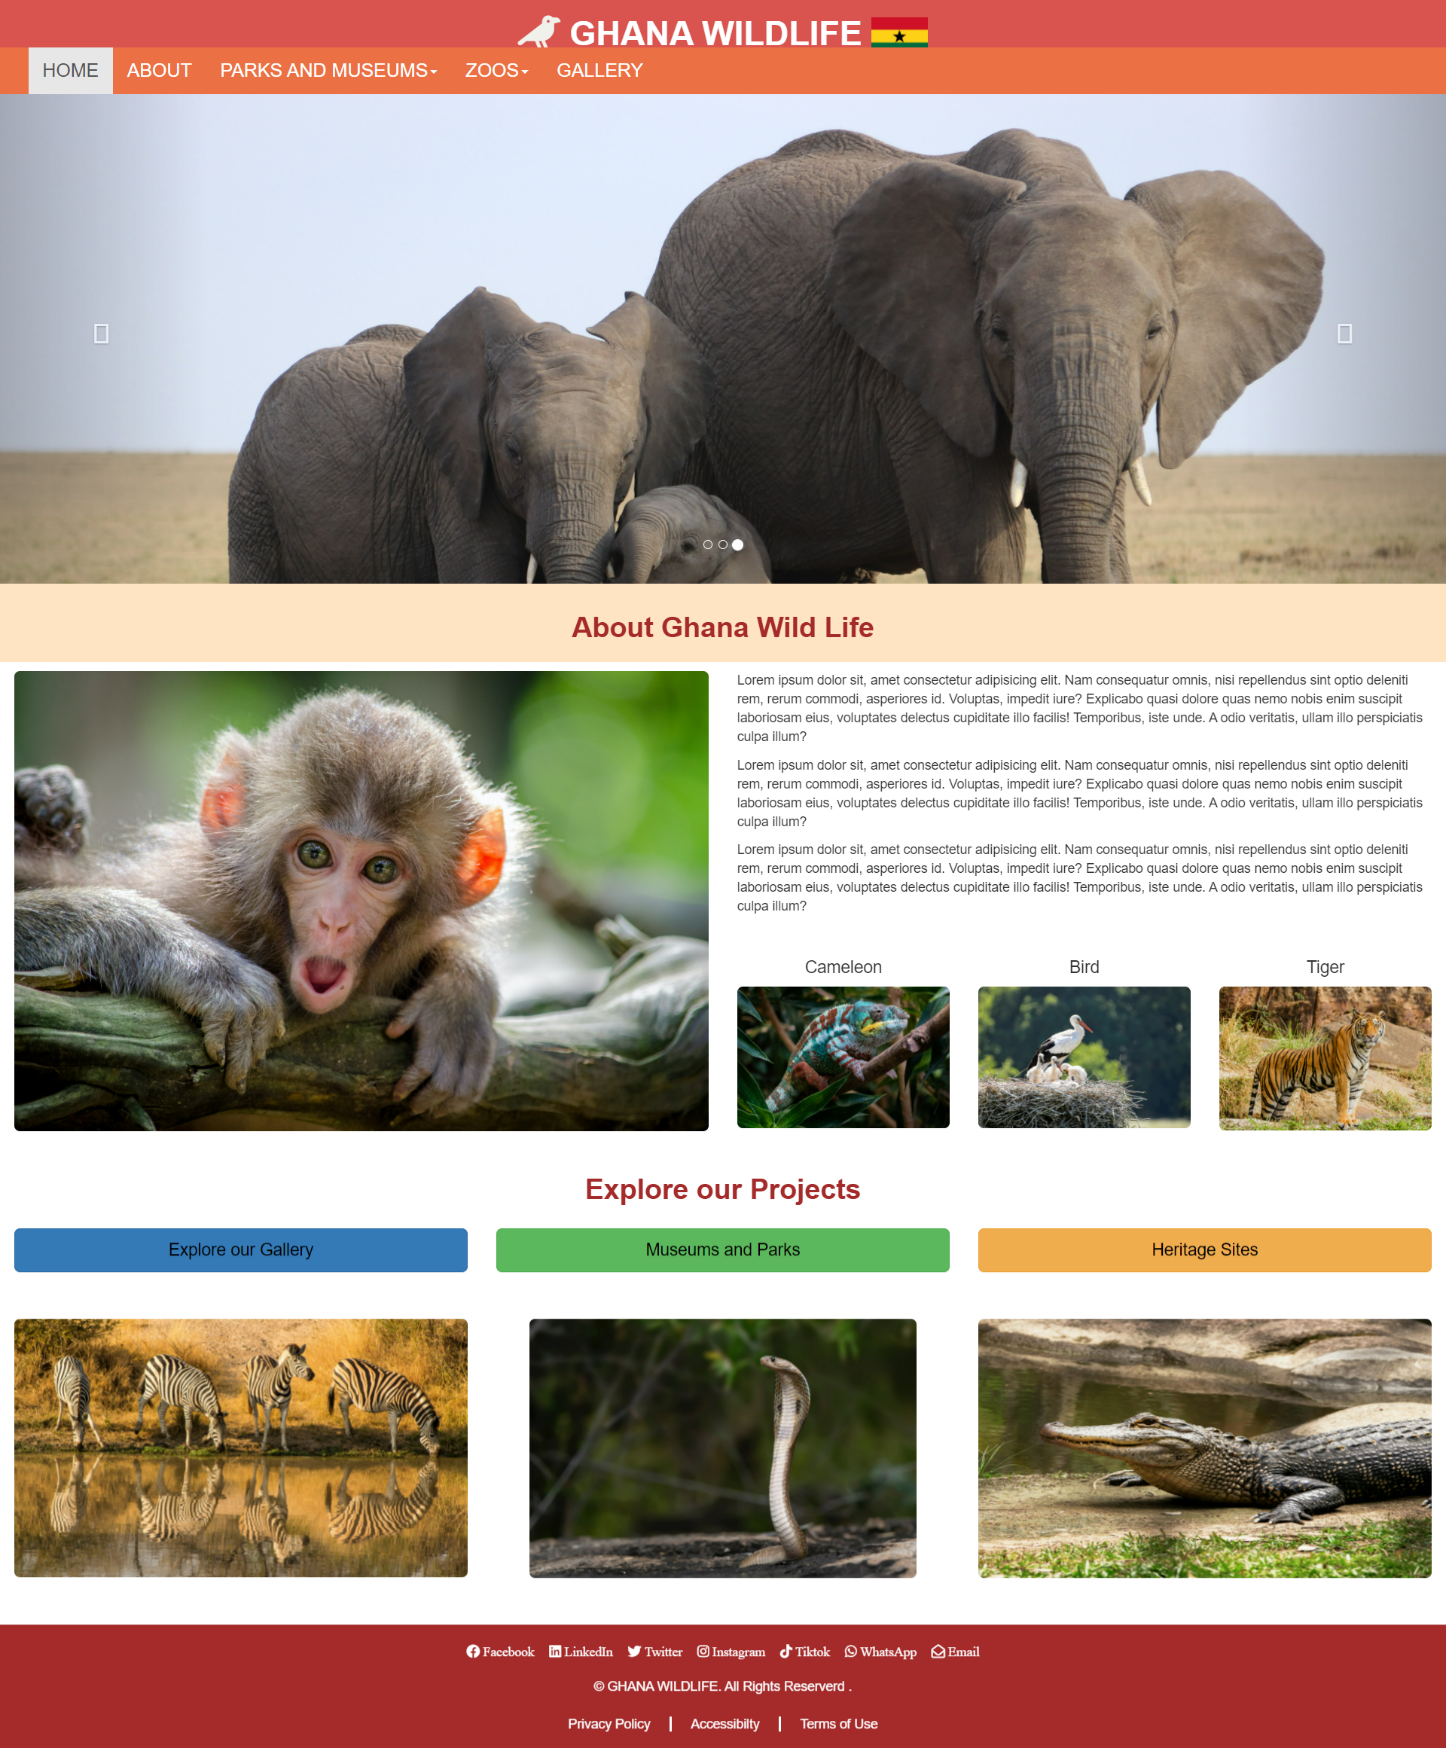 GHANA WILDLIFE
HOME ABOUT PARKS AND MUSEUMS ZOOS GALLERY
About Ghana Wild Life
Lorem ipsum dolor sit, amet consectetur adipisicing elit. Nam consequatur omnis, nisi repellendus sint optio deleniti
rem, rerum commodi, asperiores id. Voluptas, impedit iure? Explicabo quasi dolore quas nemo nobis enim suscipit
laboriosam eius, voluptates delectus cupiditate illo facilis! Temporibus, iste unde. A odio veritatis, ullam illo perspiciatis
culpa illum?
Lorem ipsum dolor sit, amet consectetur adipisicing elit. Nam consequatur omnis, nisi repellendus sint optio deleniti
rem, rerum commodi, asperiores id. Voluptas, impedit iure? Explicabo quasi dolore quas nemo nobis enim suscipit
laboriosam eius, voluptates delectus cupiditate illo facilis! Temporibus, iste unde. A odio veritatis, ullam illo perspiciatis
culpa illum?
Lorem ipsum dolor sit, amet consectetur adipisicing elit. Nam consequatur omnis, nisi repellendus sint optio deleniti
rem, rerum commodi, asperiores id. Voluptas, impedit iure? Explicabo quasi dolore quas nemo nobis enim suscipit
laboriosam eius, voluptates delectus cupiditate illo facilis! Temporibus, iste unde. A odio veritatis, ullam illo perspiciatis
culpa illum?
Cameleon Bird Tiger
Explore our Projects
Explore our Gallery Museums and Parks Heritage Sites
Facebook LinkedIn Twitter Instagram Tiktok WhatsApp Email
© GHANA WILDLIFE. All Rights Reserverd .
Privacy Policy | Accessibilty | Terms of Use